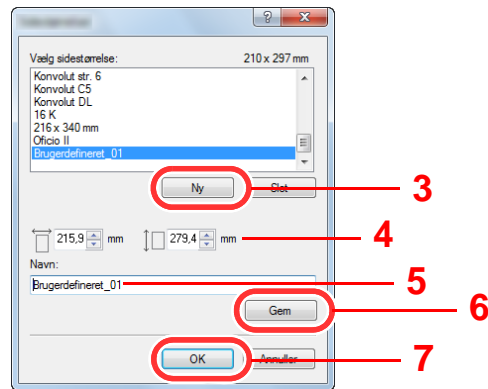 Vælg sidestørrelse: 210 x 297 mm
Konvolut str. 6
Konvolut C5
Konvolut DL
16 K
216 x 340 mm
Oficio II
Brugerdefineret_01
Ny Slet 3
215,9 mm 279,4 mm 4
Navn:
Brugerdefineret_01 5
Gem 6
OK Annuller 7